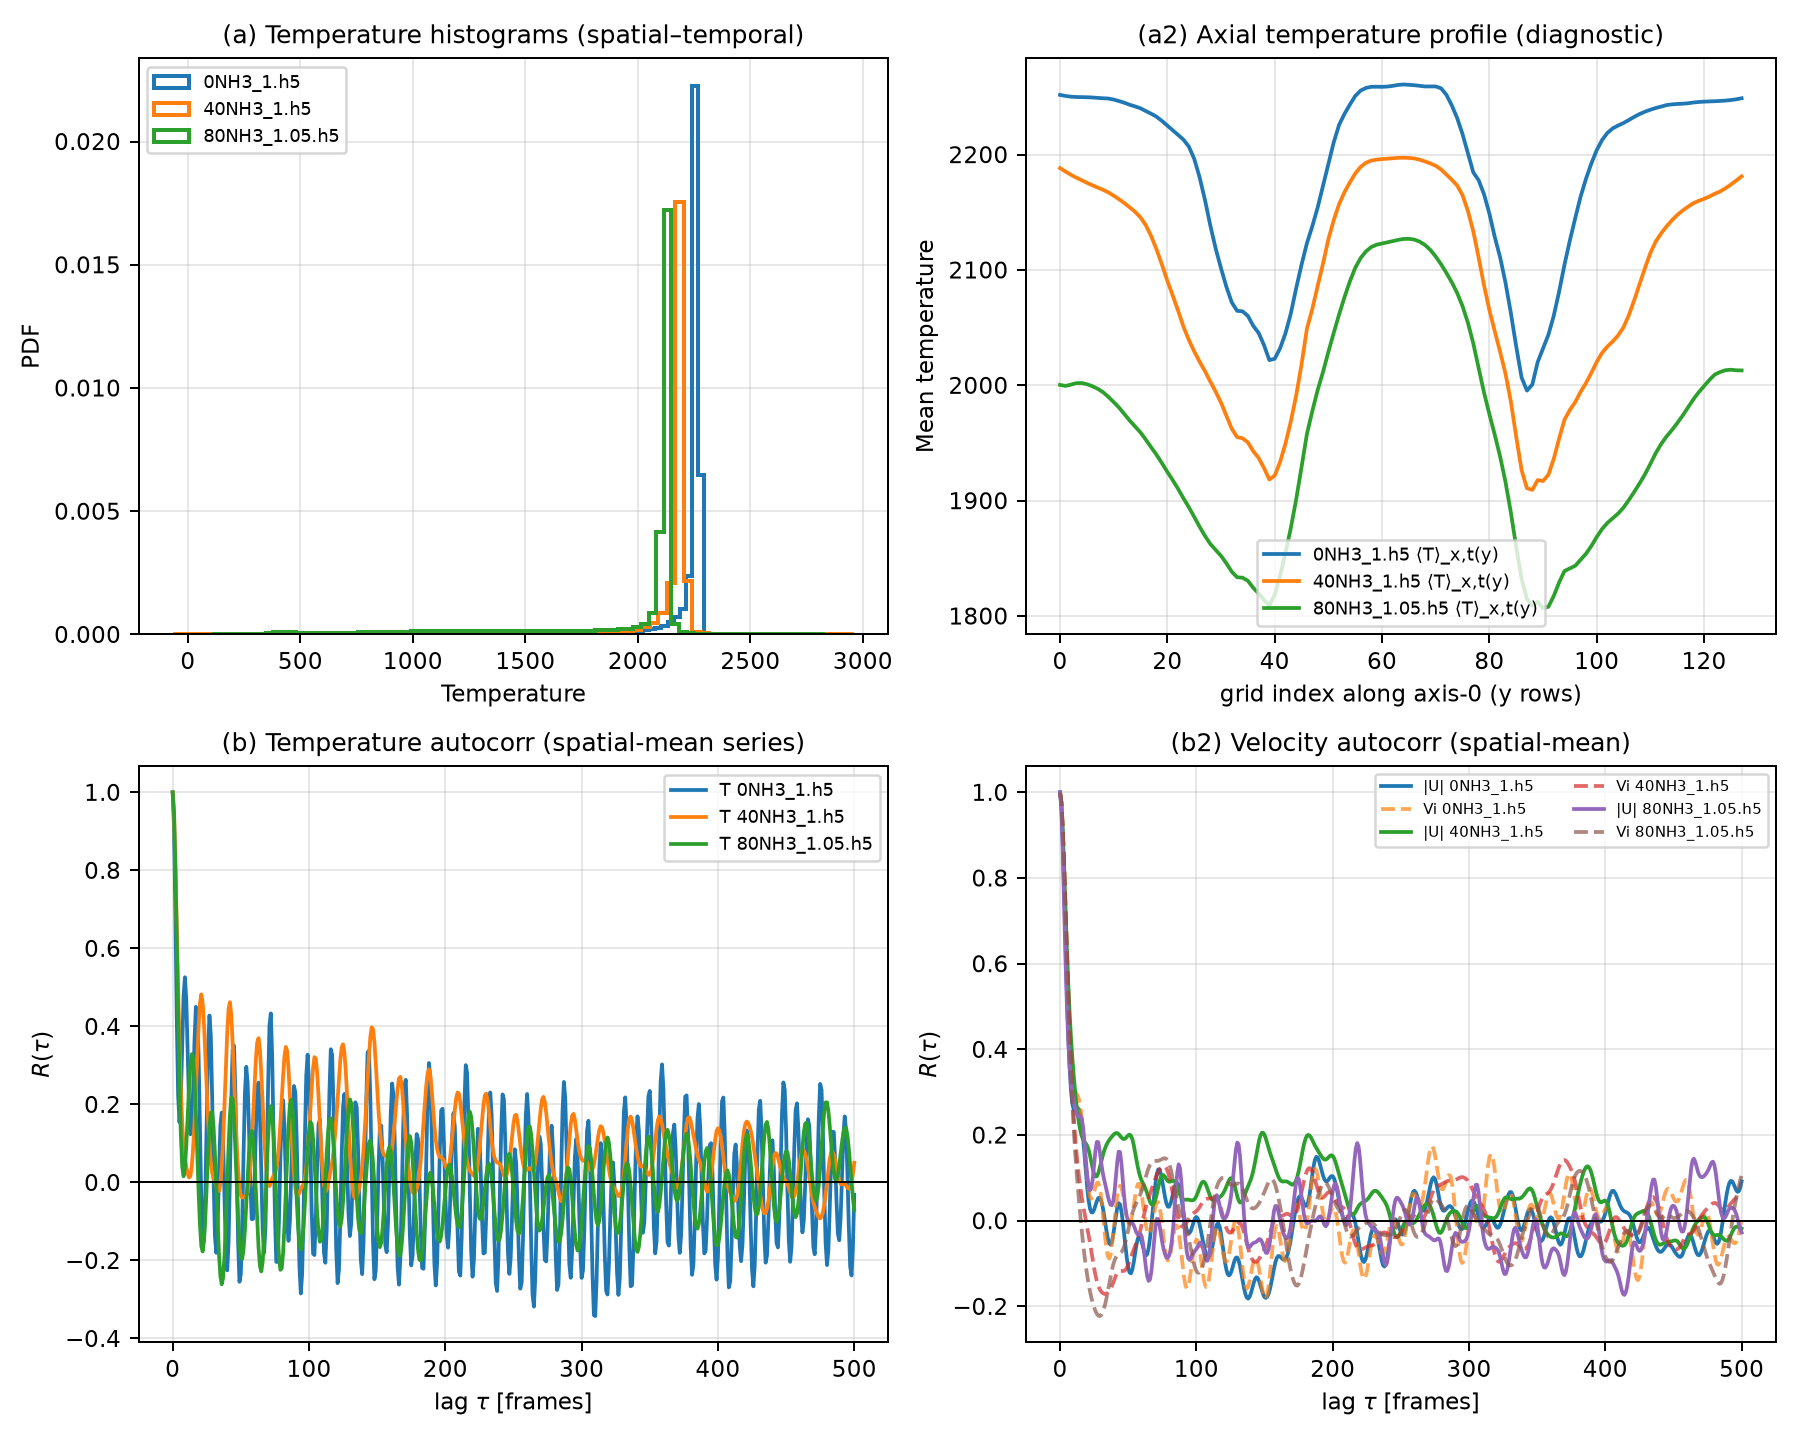 (a) Temperature histograms (spatial–temporal)
0NH3_1.h5
40NH3_1.h5
80NH3_1.05.h5
PDF
0.020
0.015
0.010
0.005
0.000
0 500 1000 1500 2000 2500 3000
Temperature
(a2) Axial temperature profile (diagnostic)
Mean temperature
2200
2100
2000
1900
1800
0NH3_1.h5 ⟨T⟩_x,t(y)
40NH3_1.h5 ⟨T⟩_x,t(y)
80NH3_1.05.h5 ⟨T⟩_x,t(y)
0 20 40 60 80 100 120
grid index along axis-0 (y rows)
(b) Temperature autocorr (spatial-mean series)
T 0NH3_1.h5
T 40NH3_1.h5
T 80NH3_1.05.h5
R(τ)
1.0
0.8
0.6
0.4
0.2
0.0
−0.2
−0.4
0 100 200 300 400 500
lag τ [frames]
(b2) Velocity autocorr (spatial-mean)
|U| 0NH3_1.h5
Vi 0NH3_1.h5
|U| 40NH3_1.h5
Vi 40NH3_1.h5
|U| 80NH3_1.05.h5
Vi 80NH3_1.05.h5
R(τ)
1.0
0.8
0.6
0.4
0.2
0.0
−0.2
0 100 200 300 400 500
lag τ [frames]